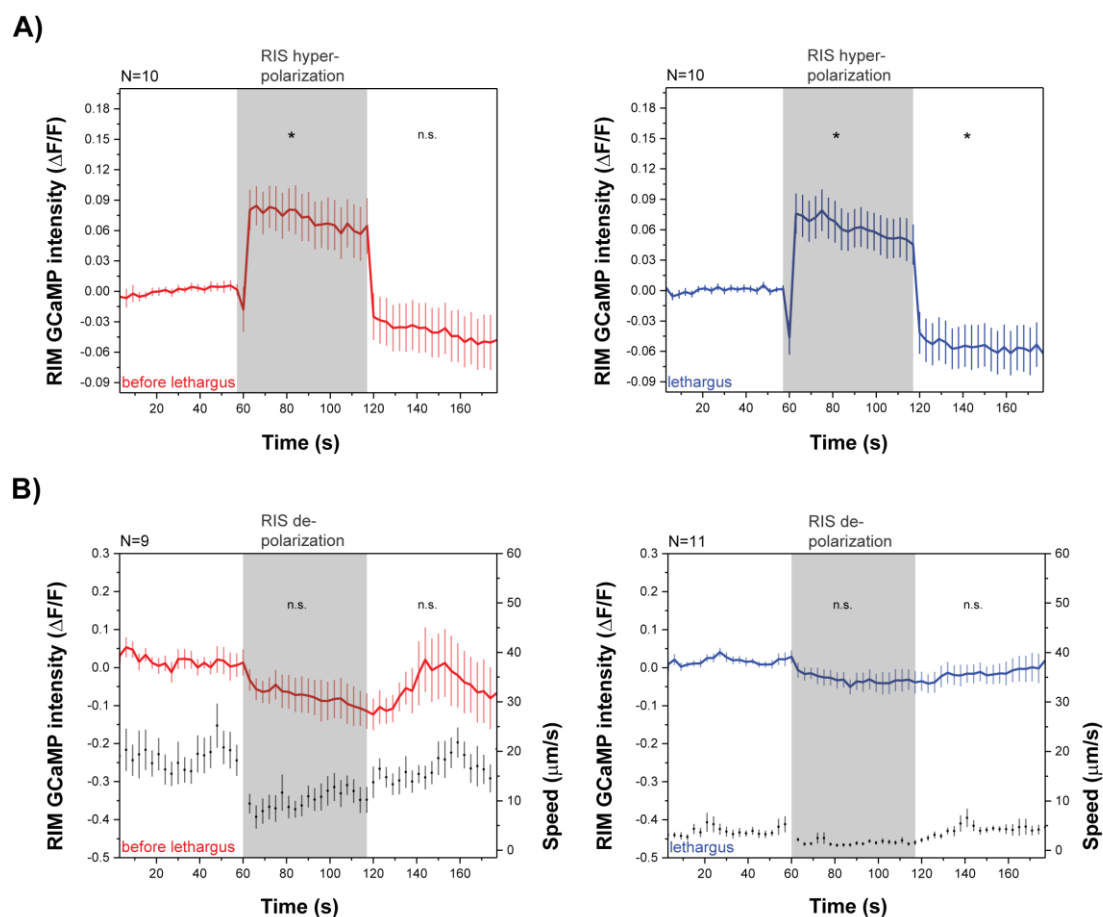 A)
RIS hyper-
polarization
N=10
RIM GCaMP intensity (ΔF/F)
0.18
0.15
0.12
0.09
0.06
0.03
0.00
-0.03
-0.06
-0.09
*
n.s.
before lethargus
20 40 60 80 100 120 140 160
Time (s)
RIS hyper-
polarization
N=10
RIM GCaMP intensity (ΔF/F)
0.18
0.15
0.12
0.09
0.06
0.03
0.00
-0.03
-0.06
-0.09
*
*
lethargus
20 40 60 80 100 120 140 160
Time (s)
B)
RIS de-
polarization
N=9
RIM GCaMP intensity (ΔF/F)
0.3
0.2
0.1
0.0
-0.1
-0.2
-0.3
-0.4
-0.5
n.s.
n.s.
before lethargus
60
50
40
30
20
10
0
Speed (μm/s)
20 40 60 80 100 120 140 160
Time (s)
RIS de-
polarization
N=11
RIM GCaMP intensity (ΔF/F)
0.3
0.2
0.1
0.0
-0.1
-0.2
-0.3
-0.4
-0.5
n.s.
n.s.
lethargus
60
50
40
30
20
10
0
Speed (μm/s)
20 40 60 80 100 120 140 160
Time (s)